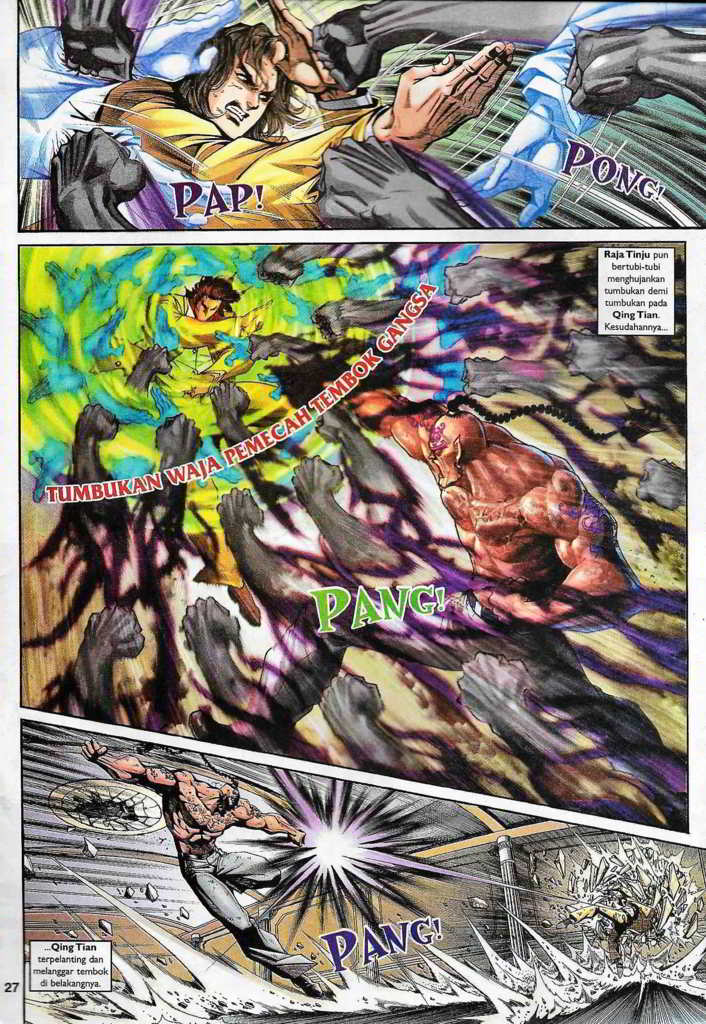 PAP!
PONG!
Raja Tinju pun
bertubi-tubi
menghujankan
tumbukan demi
tumbukan pada
Qing Tian.
Kesudahannya...
TUMBUKAN WAJA PEMECAH TEMBOK GANGSA
PANG!
PANG!
...Qing Tian
terpelanting dan
melanggar tembok
di belakangnya.
27